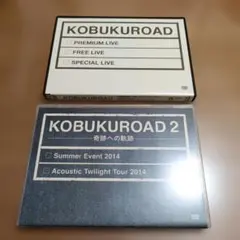 KOBUKUROAD
PREMIUM LIVE
FREE LIVE
SPECIAL LIVE
KOBUKUROAD 2
奇跡への軌跡
Summer Event 2014
Acoustic Twilight Tour 2014